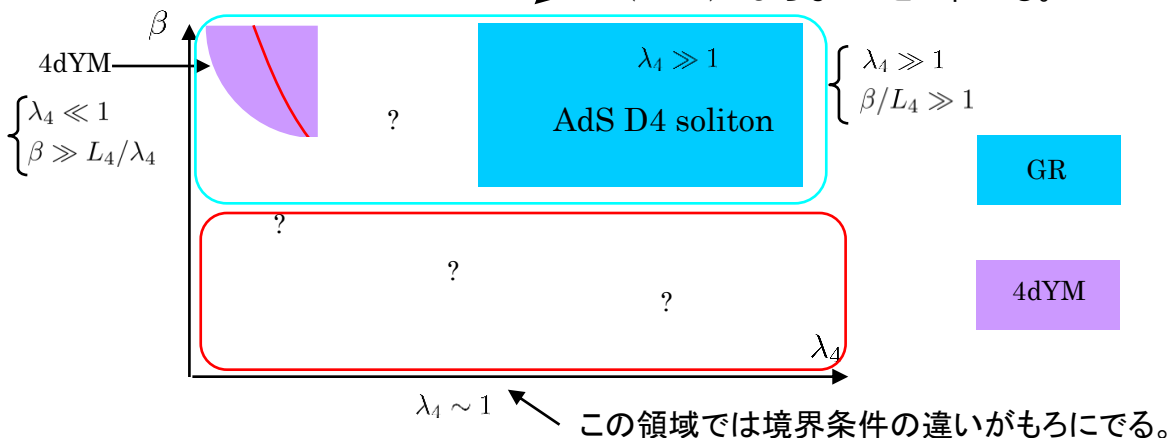 β
4dYM
λ₄ ≪ 1
β ≫ L₄/λ₄
?
λ₄ ≫ 1
AdS D4 soliton
λ₄ ≫ 1
β/L₄ ≫ 1
GR
4dYM
?
?
?
λ₄
λ₄ ∼ 1
この領域では境界条件の違いがもろにでる。